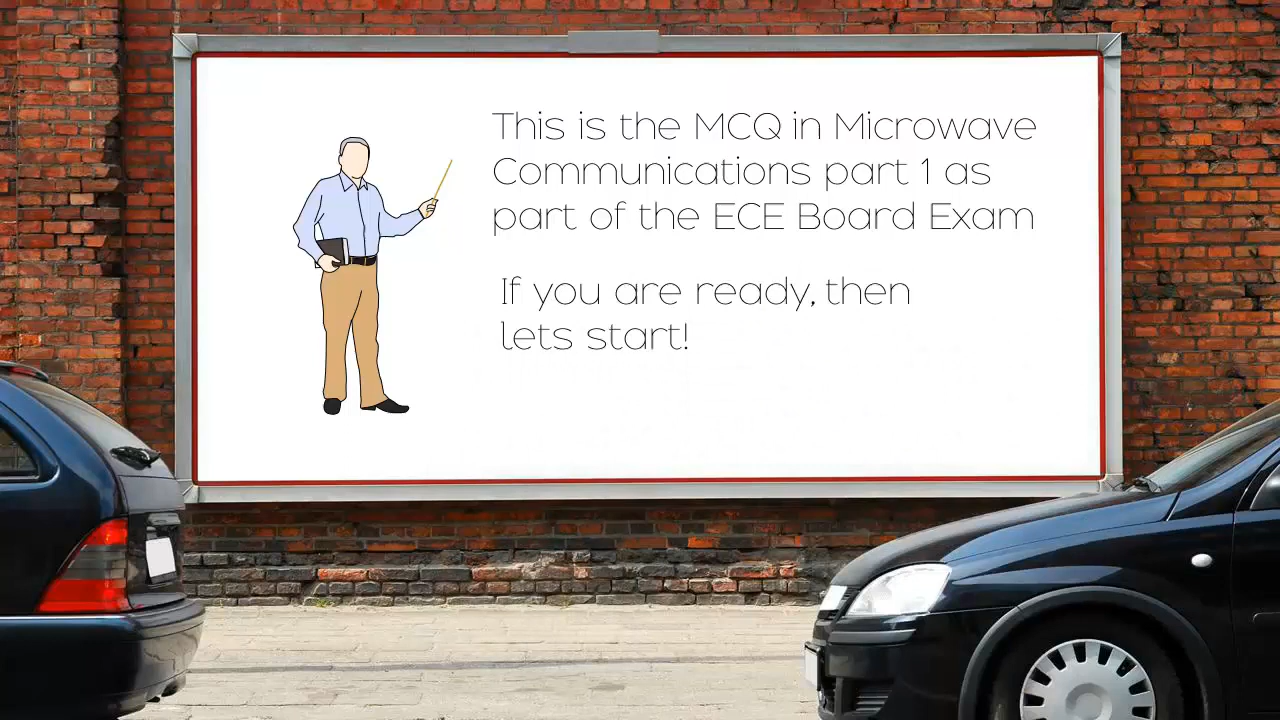 This is the MCQ in Microwave
Communications part 1 as
part of the ECE Board Exam
If you are ready, then
lets start!